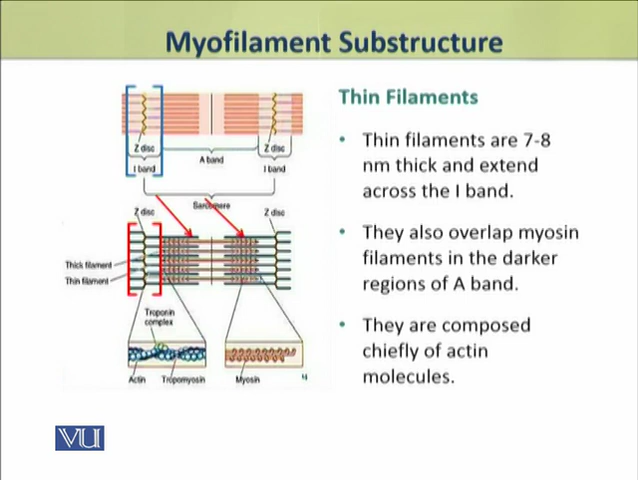 Myofilament Substructure
Thin Filaments
• Thin filaments are 7-8
nm thick and extend
across the I band.
• They also overlap myosin
filaments in the darker
regions of A band.
• They are composed
chiefly of actin
molecules.
Z disc
Z disc
A band
I band
I band
Sarcomere
Z disc
Z disc
Thick filament
Thin filament
Troponin
complex
Actin
Tropomyosin
Myosin
4
VU